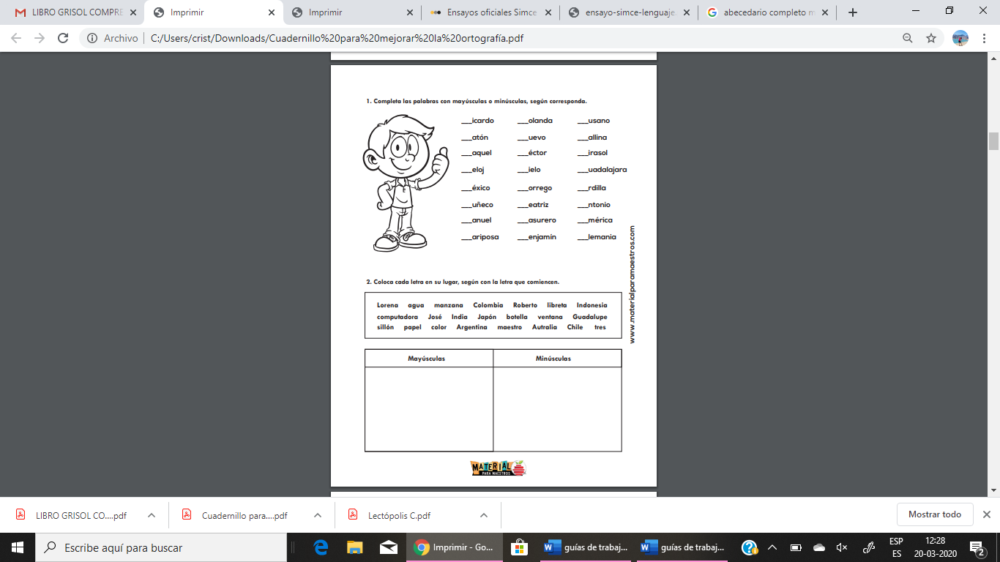 LIBRO GRISOL COMPRE
Imprimir
Imprimir
Ensayos oficiales Simce
ensayo-simce-lenguaje.
abecedario completo m
Archivo
C:/Users/crist/Downloads/Cuadernillo%20para%20mejorar%20la%20ortografía.pdf
1. Completa las palabras con mayúsculas o minúsculas, según corresponda.
___icardo ___olanda ___usano
___atón ___uevo ___allina
___aquel ___éctor ___irasol
___eloj ___ielo ___uadalajara
___éxico ___orrego ___rdilla
___uñeco ___eatriz ___ntonio
___anuel ___asurero ___mérica
___ariposa ___enjamin ___lemania
www.materialparamaestros.com
2. Coloca cada letra en su lugar, según con la letra que comiencen.
Lorena agua manzana Colombia Roberto libreta Indonesia
computadora José India Japón botella ventana Guadalupe
sillón papel color Argentina maestro Autralia Chile tres
Mayúsculas Minúsculas
MATERIAL
PARA MAESTROS
LIBRO GRISOL CO....pdf
Cuadernillo para....pdf
Lectópolis C.pdf
Mostrar todo
Escribe aquí para buscar
Imprimir - Go...
guías de trabaj...
guías de trabaj...
ESP
ES
12:28
20-03-2020
2